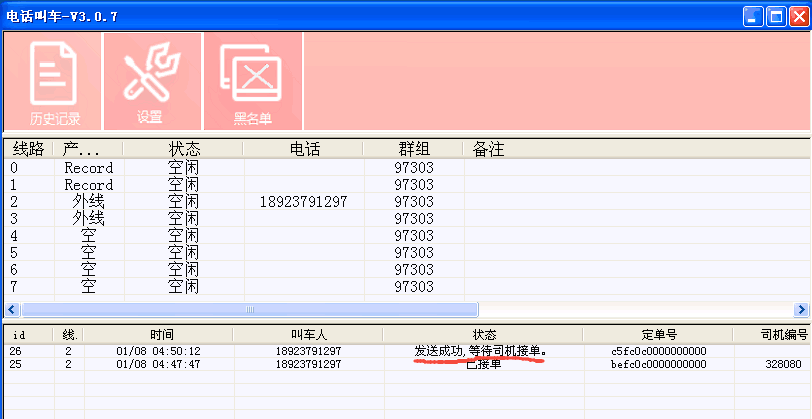 电话叫车-V3.0.7
历史记录 设置 黑名单
线路 产... 状态 电话 群组 备注
0 Record 空闲 97303
1 Record 空闲 97303
2 外线 空闲 18923791297 97303
3 外线 空闲 97303
4 空 空闲 97303
5 空 空闲 97303
6 空 空闲 97303
7 空 空闲 97303
id 线. 时间 叫车人 状态 定单号 司机编号
26 2 01/08 04:50:12 18923791297 发送成功,等待司机接单。 c5fc0c0000000000
25 2 01/08 04:47:47 18923791297 已接单 befc0c0000000000 328080